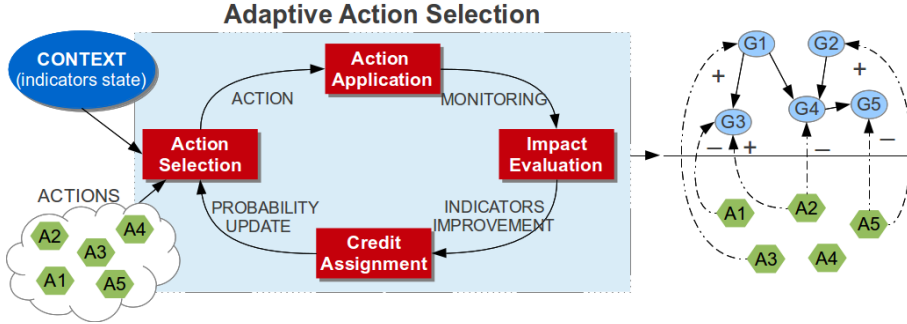 Adaptive Action Selection
CONTEXT
(indicators state)
Action
Application
ACTION
MONITORING
Action
Selection
Impact
Evaluation
ACTIONS
PROBABILITY
UPDATE
INDICATORS
IMPROVEMENT
Credit
Assignment
A2
A4
A3
A1
A5
G1
G2
+
+
G3
G4
G5
−
+
−
−
A1
A2
A5
A3
A4